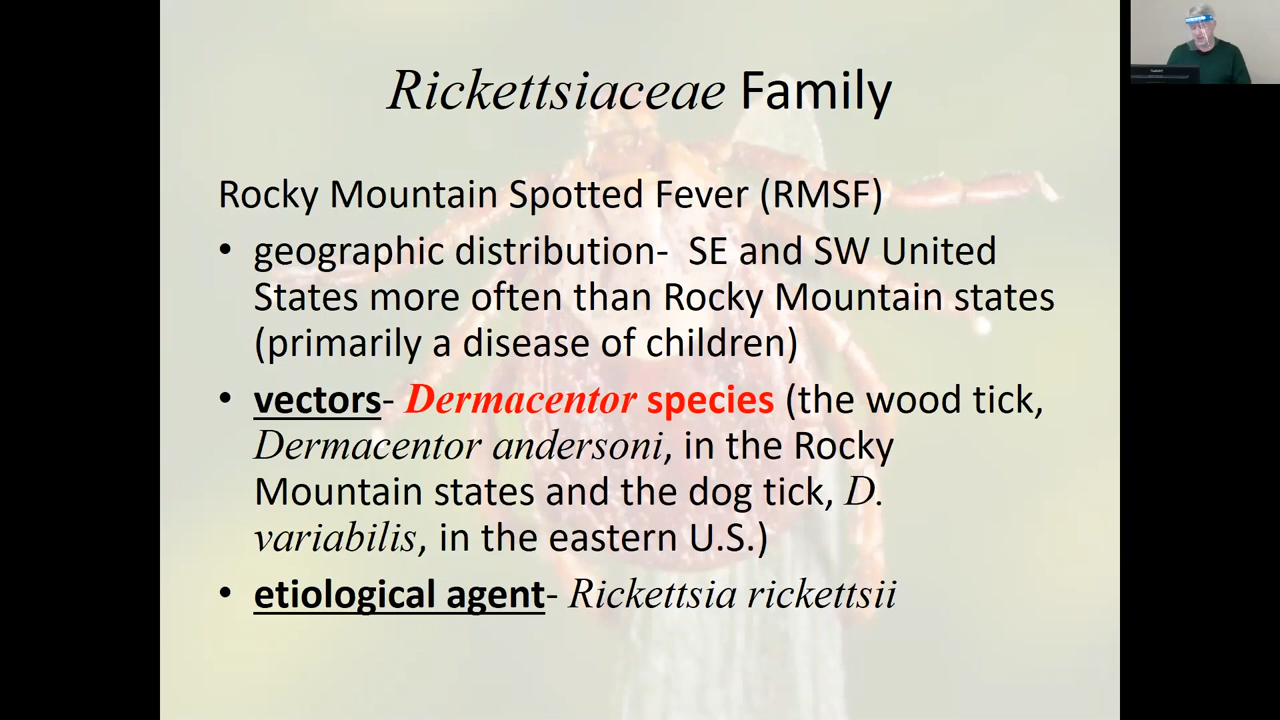 Rickettsiaceae Family
Rocky Mountain Spotted Fever (RMSF)
• geographic distribution- SE and SW United
States more often than Rocky Mountain states
(primarily a disease of children)
• vectors- Dermacentor species (the wood tick,
Dermacentor andersoni, in the Rocky
Mountain states and the dog tick, D.
variabilis, in the eastern U.S.)
• etiological agent- Rickettsia rickettsii